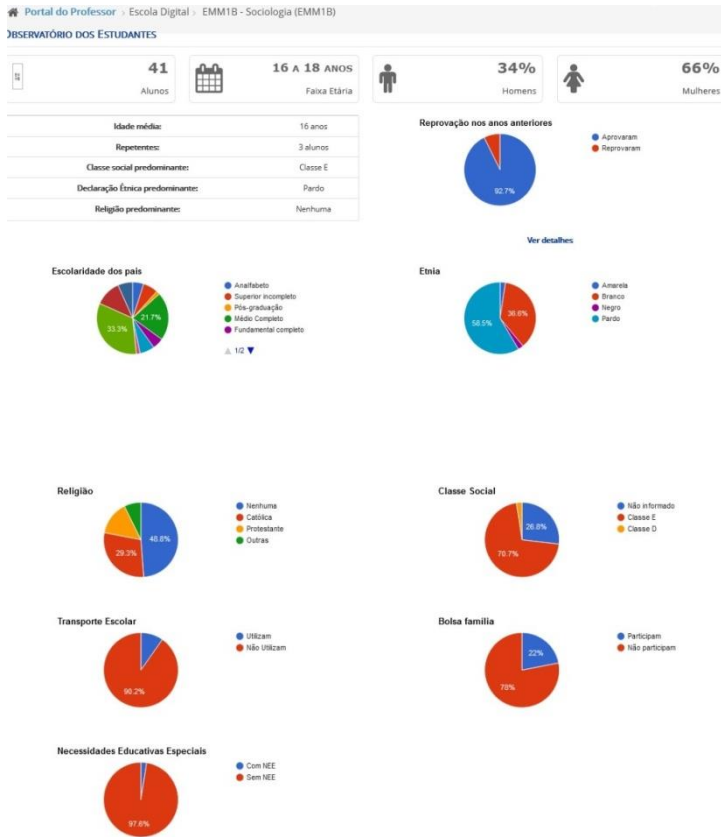 Portal do Professor › Escola Digital › EMM1B - Sociologia (EMM1B)
OBSERVATÓRIO DOS ESTUDANTES
41
Alunos
16 A 18 ANOS
Faixa Etária
34%
Homens
66%
Mulheres
Idade média: 16 anos
Repetentes: 3 alunos
Classe social predominante: Classe E
Declaração Étnica predominante: Pardo
Religião predominante: Nenhuma
Reprovação nos anos anteriores
Aprovaram
Reprovaram
92.7%
Ver detalhes
Escolaridade dos pais
Analfabeto
Superior incompleto
Pós-graduação
Médio Completo
Fundamental completo
21.7%
33.3%
1/2
Etnia
Amarela
Branco
Negro
Pardo
36.6%
58.5%
Religião
Nenhuma
Católica
Protestante
Outras
48.8%
29.3%
Classe Social
Não informado
Classe E
Classe D
26.8%
70.7%
Transporte Escolar
Utilizam
Não Utilizam
90.2%
Bolsa família
Participam
Não participam
22%
78%
Necessidades Educativas Especiais
Com NEE
Sem NEE
97.6%